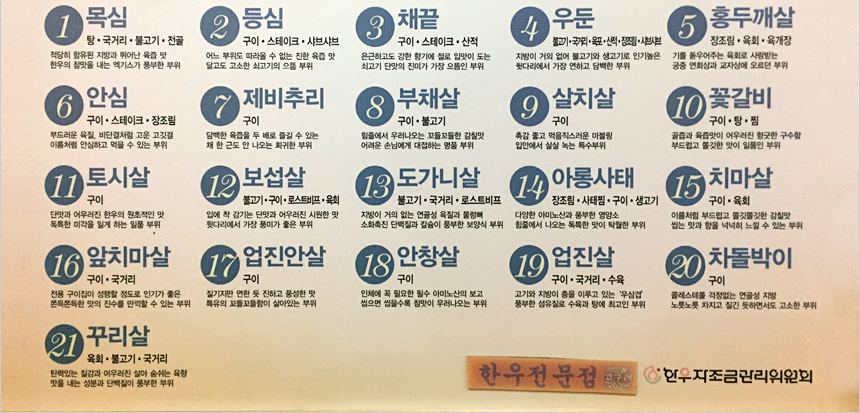 1 목심
탕·국거리·불고기·전골
적당히 함유된 지방과 뛰어난 육즙 맛
한우의 참맛을 내는 엑기스가 풍부한 부위
2 등심
구이·스테이크·샤브샤브
어느 부위도 따라올 수 없는 진한 육즙 맛
달고도 고소한 쇠고기의 으뜸 부위
3 채끝
구이·스테이크·산적
은근하고도 강한 향기에 절로 입맛이 도는
쇠고기 단맛의 진미가 가장 으뜸인 부위
4 우둔
불고기·국거리·육포·산적·장조림·샤브샤브
지방이 거의 없어 불고기와 생고기로 인기높은
뒷다리에서 가장 연하고 담백한 부위
5 홍두깨살
장조림·육회·육개장
기를 돋우어주는 육회로 사랑받는
궁중 연회상과 교자상에 오르던 부위
6 안심
구이·스테이크·장조림
부드러운 육질, 비단결처럼 고운 고깃결
이름처럼 안심하고 먹을 수 있는 부위
7 제비추리
구이
담백한 육즙을 두 배로 즐길 수 있는
채 한 근도 안 나오는 희귀한 부위
8 부채살
구이·불고기
힘줄에서 우러나오는 꼬들꼬들한 감칠맛
어려운 손님에게 대접하는 명품 부위
9 살치살
구이
촉감 좋고 먹음직스러운 마블링
입안에서 살살 녹는 특수부위
10 꽃갈비
구이·탕·찜
골즙과 육즙맛이 어우러진 향긋한 구수함
부드럽고 쫄깃한 맛이 일품인 부위
11 토시살
구이
단맛과 어우러진 한우의 원초적인 맛
독특한 미각을 일게 하는 일품 부위
12 보섭살
불고기·구이·로스트비프·육회
입에 착 감기는 단맛과 어우러진 시원한 맛
뒷다리에서 가장 풍미가 좋은 부위
13 도가니살
불고기·국거리·로스트비프
지방이 거의 없는 연골성 육질과 물렁뼈
소화촉진 단백질과 칼슘이 풍부한 보양식 부위
14 아롱사태
장조림·사태찜·구이·생고기
다양한 아미노산과 풍부한 영양소
힘줄에서 나오는 독특한 맛이 탁월한 부위
15 치마살
구이·육회
이름처럼 부드럽고 쫄깃쫄깃한 감칠맛
씹는 맛과 향을 넉넉히 느낄 수 있는 부위
16 앞치마살
구이·국거리
전용 구이집이 성행할 정도로 인기가 좋은
쫀득쫀득한 맛의 진수를 만끽할 수 있는 부위
17 업진안살
구이
질기지만 연한 듯 진하고 풍성한 맛
특유의 꼬들꼬들함이 살아있는 부위
18 안창살
구이
인체에 꼭 필요한 필수 아미노산의 보고
씹으면 씹을수록 참맛이 우러나오는 부위
19 업진살
구이·국거리·수육
고기와 지방이 층을 이루고 있는 '우삼겹'
풍부한 섬유질로 수육과 탕에 최고인 부위
20 차돌박이
구이
콜레스테롤 걱정없는 연골성 지방
노릇노릇 차지고 질긴 듯하면서도 고소한 부위
21 꾸리살
육회·불고기·국거리
탄력있는 질감과 어우러진 살아 숨쉬는 육향
맛을 내는 성분과 단백질이 풍부한 부위
한우전문점
한우자조금관리위원회